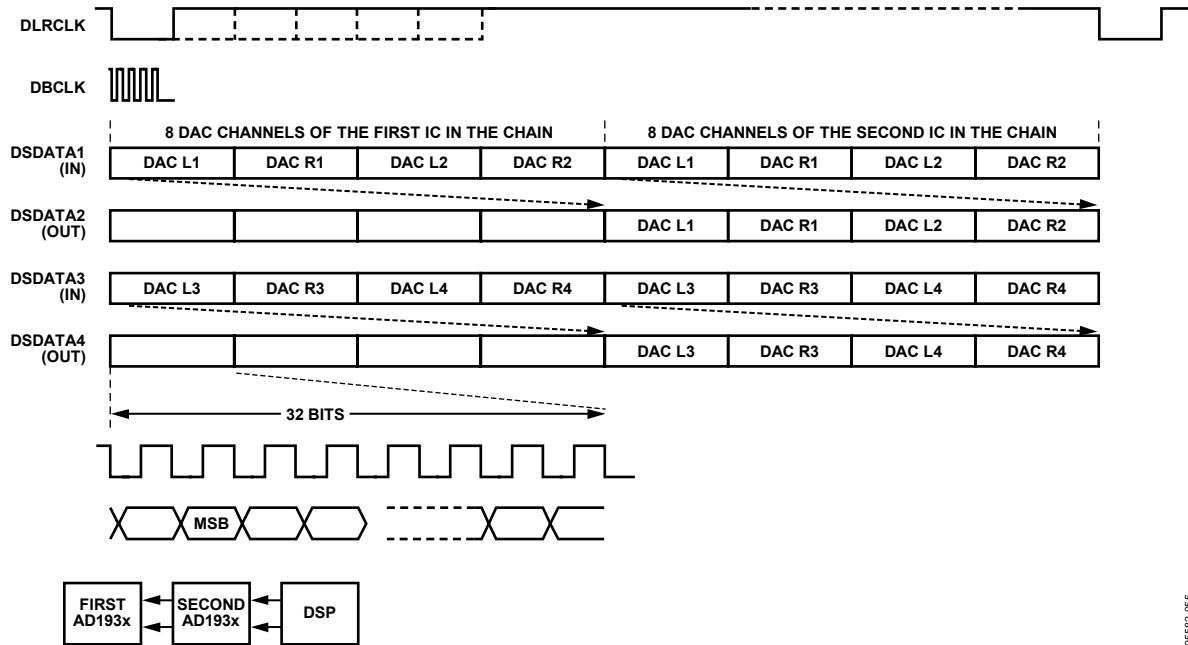 DLRCLK
DBCLK
8 DAC CHANNELS OF THE FIRST IC IN THE CHAIN 8 DAC CHANNELS OF THE SECOND IC IN THE CHAIN
DSDATA1
(IN)
DAC L1 DAC R1 DAC L2 DAC R2 DAC L1 DAC R1 DAC L2 DAC R2
DSDATA2
(OUT)
DAC L1 DAC R1 DAC L2 DAC R2
DSDATA3
(IN)
DAC L3 DAC R3 DAC L4 DAC R4 DAC L3 DAC R3 DAC L4 DAC R4
DSDATA4
(OUT)
DAC L3 DAC R3 DAC L4 DAC R4
32 BITS
MSB
FIRST
AD193x
SECOND
AD193x
DSP